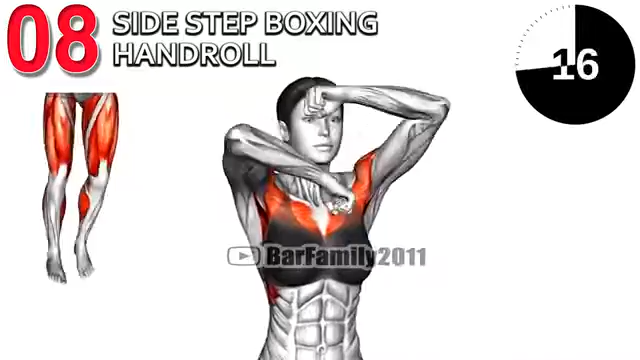 08
SIDE STEP BOXING
HANDROLL
16
BarFamily2011